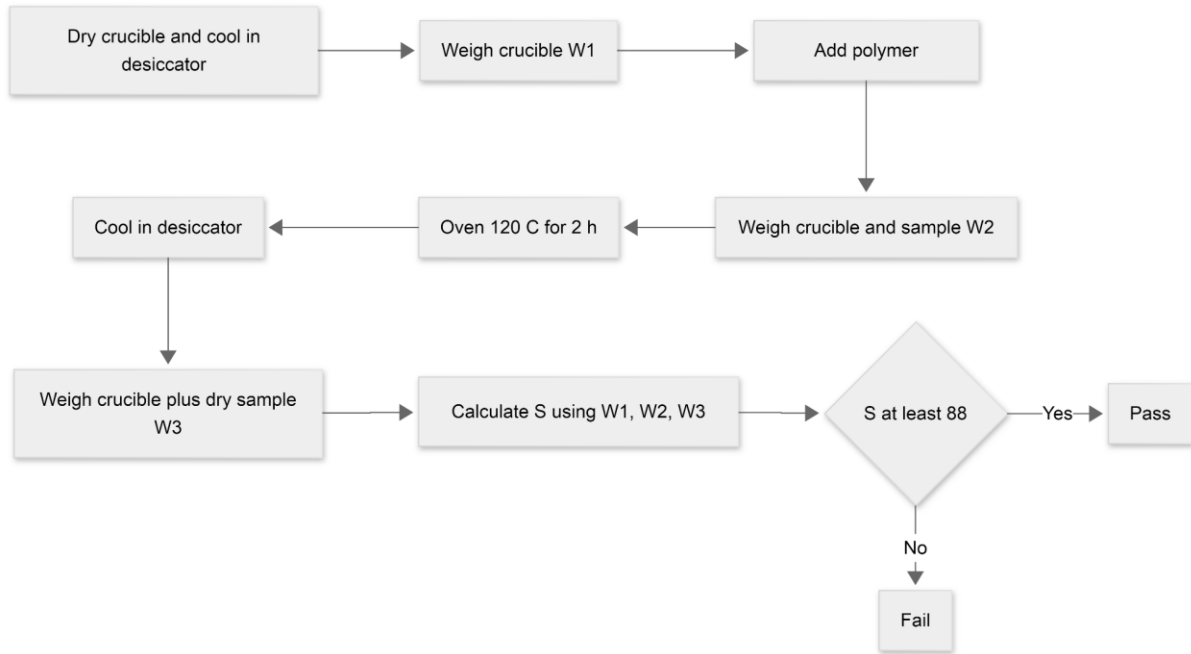 Dry crucible and cool in
desiccator
Weigh crucible W1
Add polymer
Weigh crucible and sample W2
Oven 120 C for 2 h
Cool in desiccator
Weigh crucible plus dry sample
W3
Calculate S using W1, W2, W3
S at least 88
Yes
Pass
No
Fail